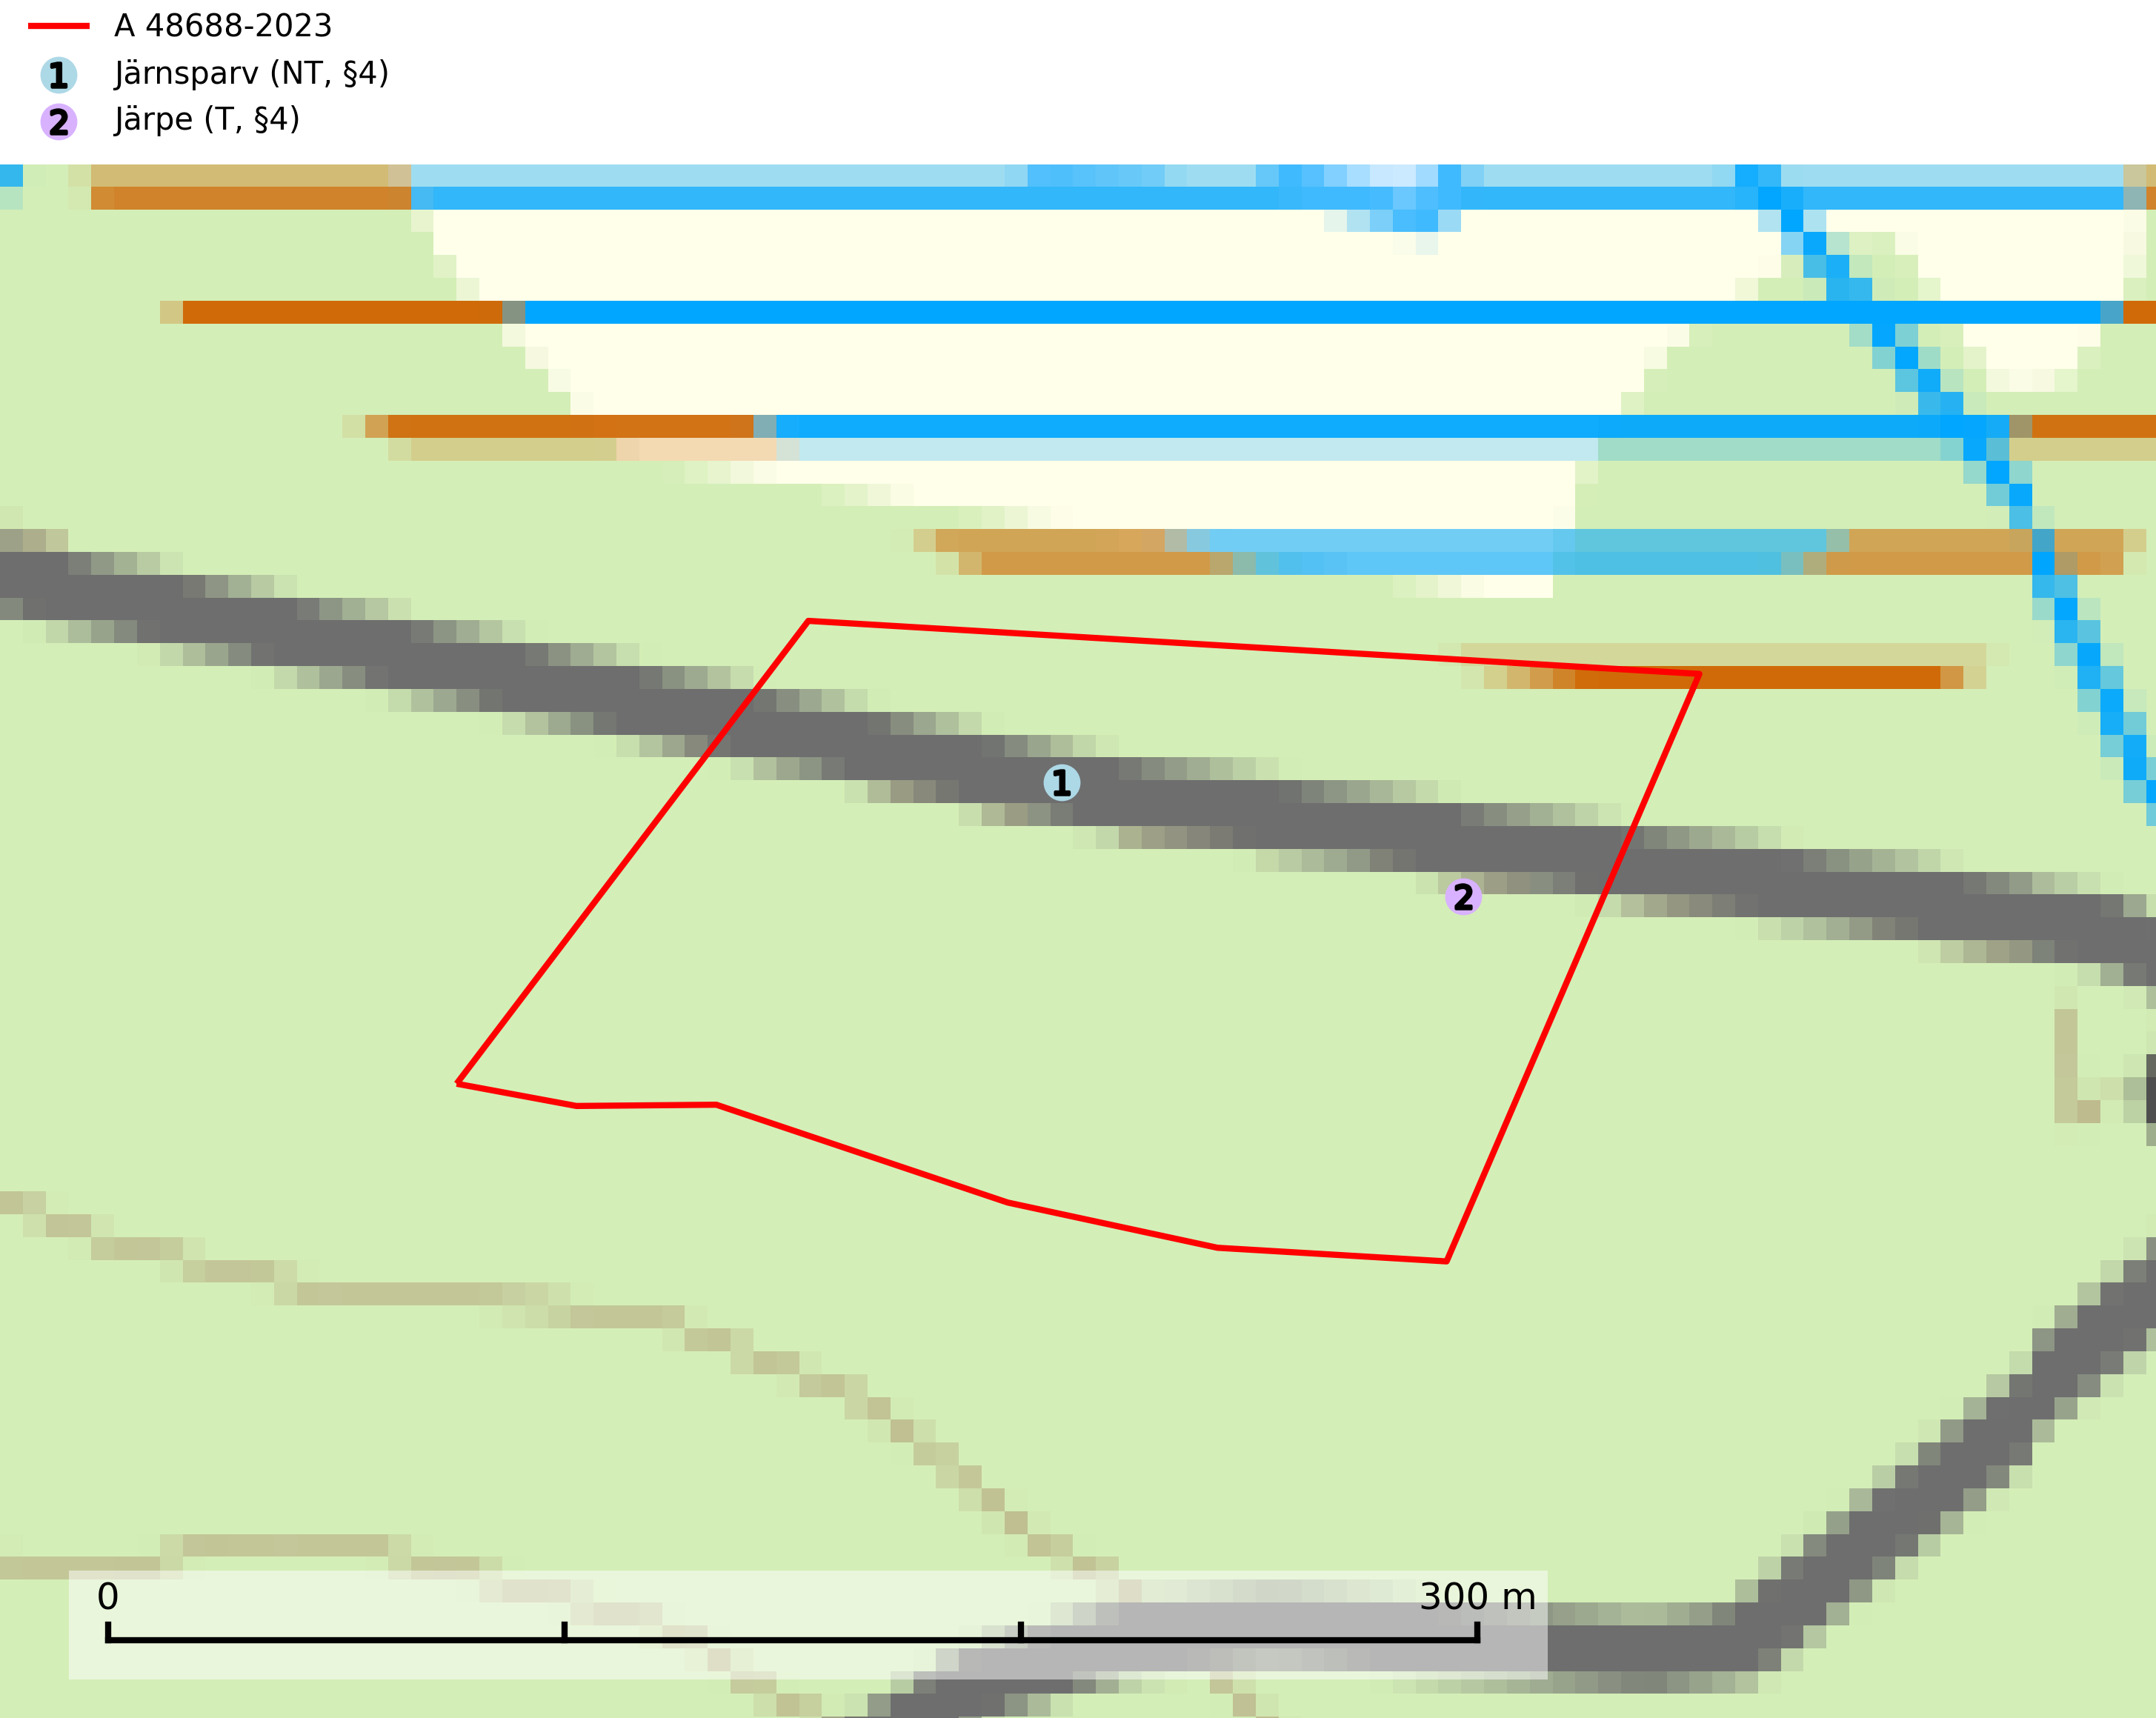 A 48688-2023
1 Järnsparv (NT, §4)
2 Järpe (T, §4)
1
2
0 300 m